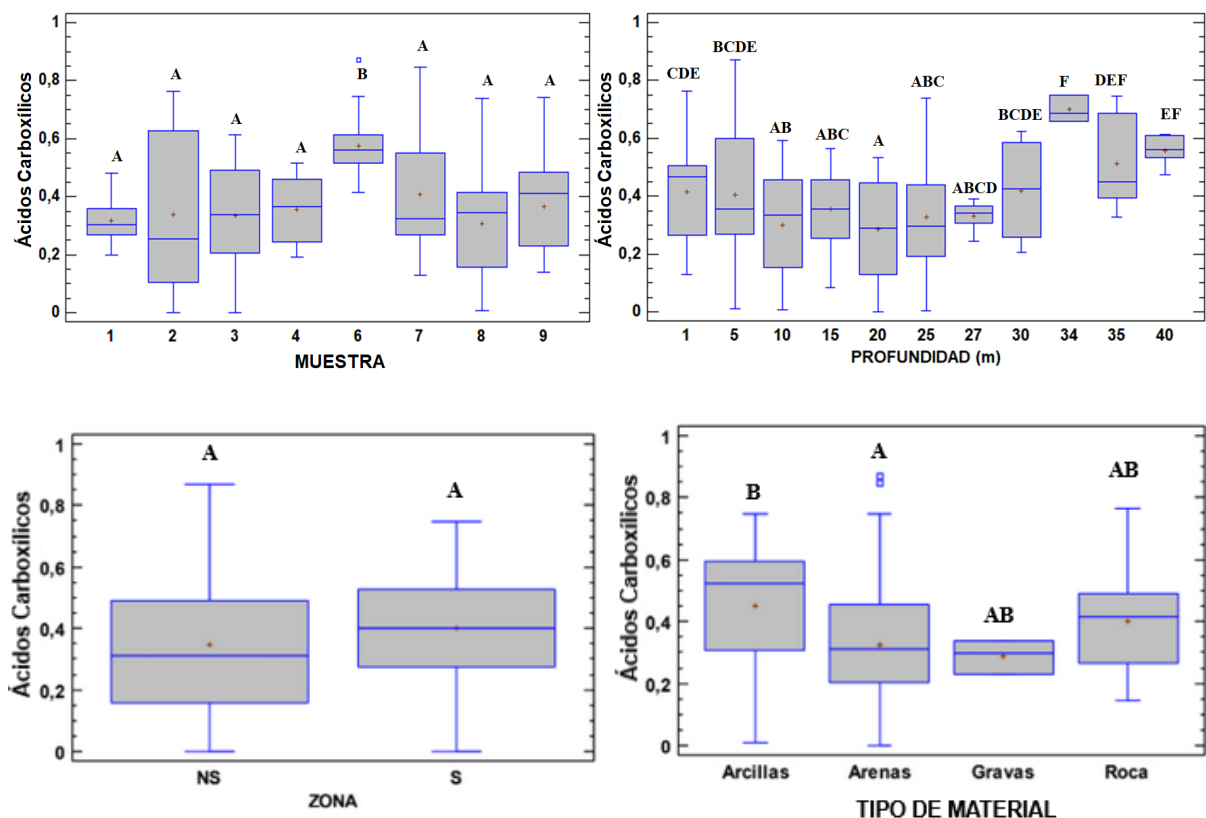 Ácidos Carboxílicos
1
0,8
0,6
0,4
0,2
0
A
A
A
A
B
A
A
A
1 2 3 4 6 7 8 9
MUESTRA
Ácidos Carboxílicos
1
0,8
0,6
0,4
0,2
0
CDE
BCDE
AB
ABC
A
ABC
ABCD
BCDE
F
DEF
EF
1 5 10 15 20 25 27 30 34 35 40
PROFUNDIDAD (m)
Ácidos Carboxílicos
1
0,8
0,6
0,4
0,2
0
A
A
NS S
ZONA
Ácidos Carboxílicos
1
0,8
0,6
0,4
0,2
0
B
A
AB
AB
Arcillas Arenas Gravas Roca
TIPO DE MATERIAL